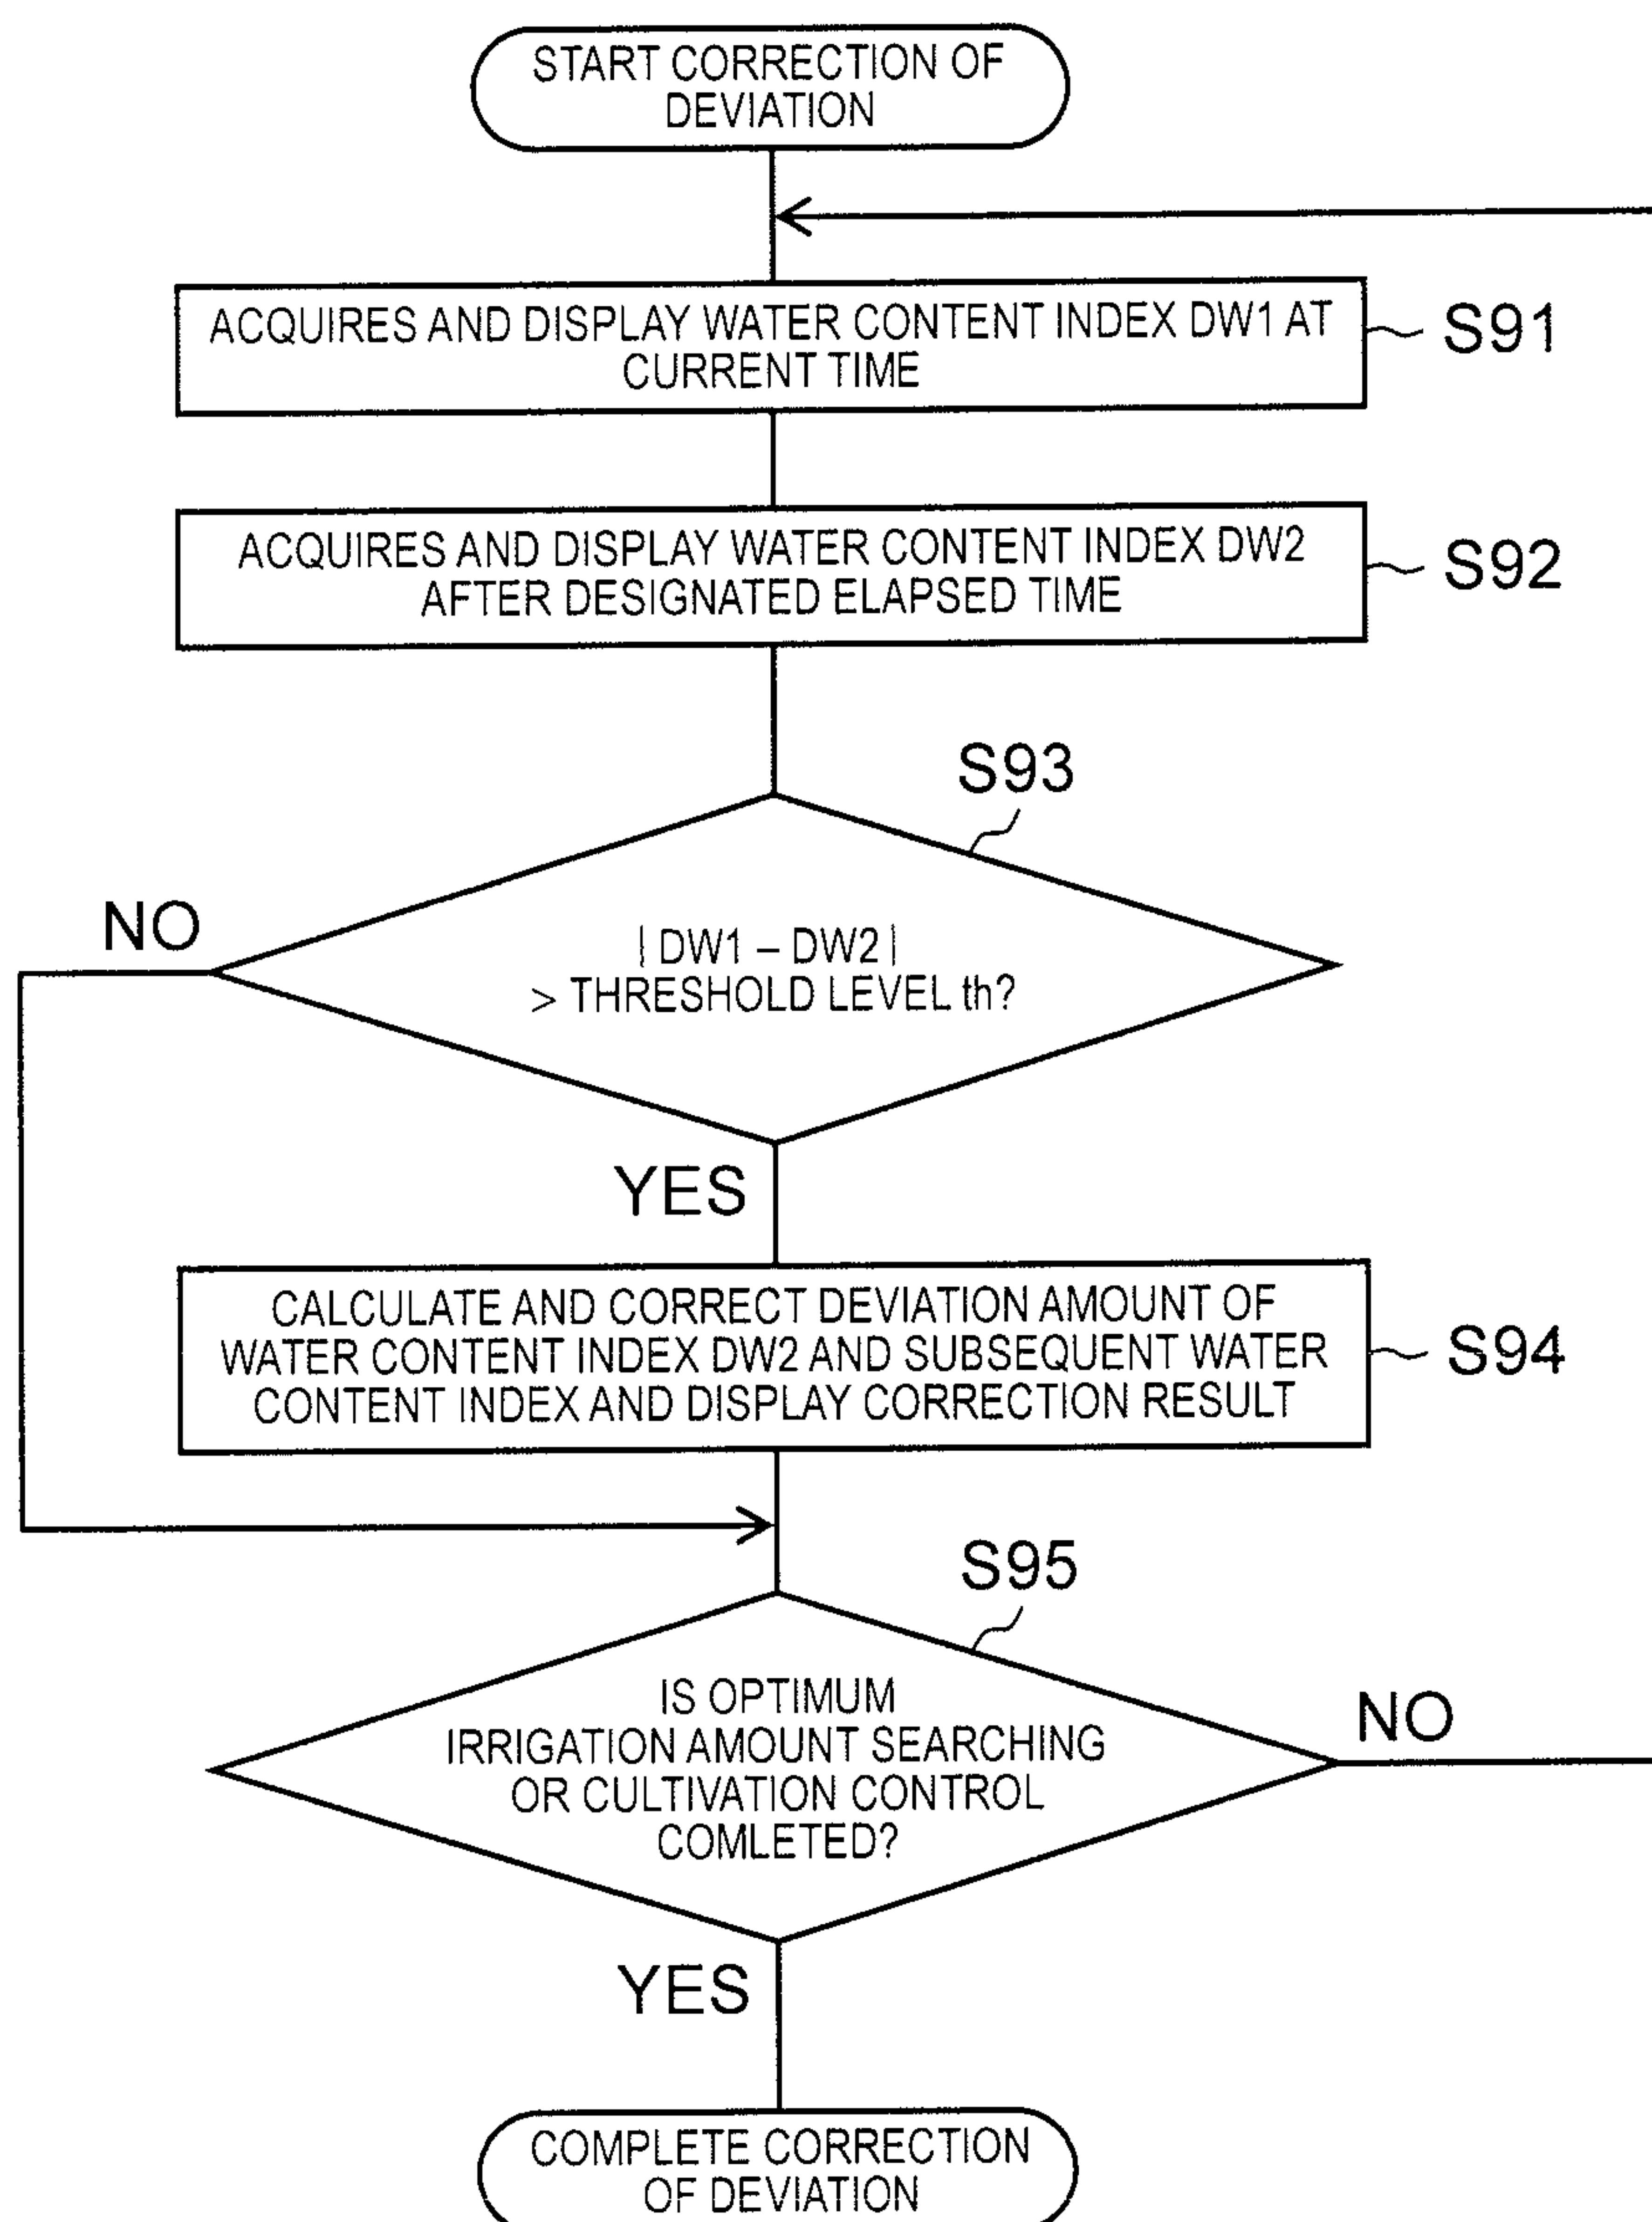 START CORRECTION OF
DEVIATION
ACQUIRES AND DISPLAY WATER CONTENT INDEX DW1 AT
CURRENT TIME
S91
ACQUIRES AND DISPLAY WATER CONTENT INDEX DW2
AFTER DESIGNATED ELAPSED TIME
S92
S93
NO
| DW1 – DW2 |
> THRESHOLD LEVEL th?
YES
CALCULATE AND CORRECT DEVIATION AMOUNT OF
WATER CONTENT INDEX DW2 AND SUBSEQUENT WATER
CONTENT INDEX AND DISPLAY CORRECTION RESULT
S94
S95
IS OPTIMUM
IRRIGATION AMOUNT SEARCHING
OR CULTIVATION CONTROL
COMLETED?
NO
YES
COMPLETE CORRECTION
OF DEVIATION